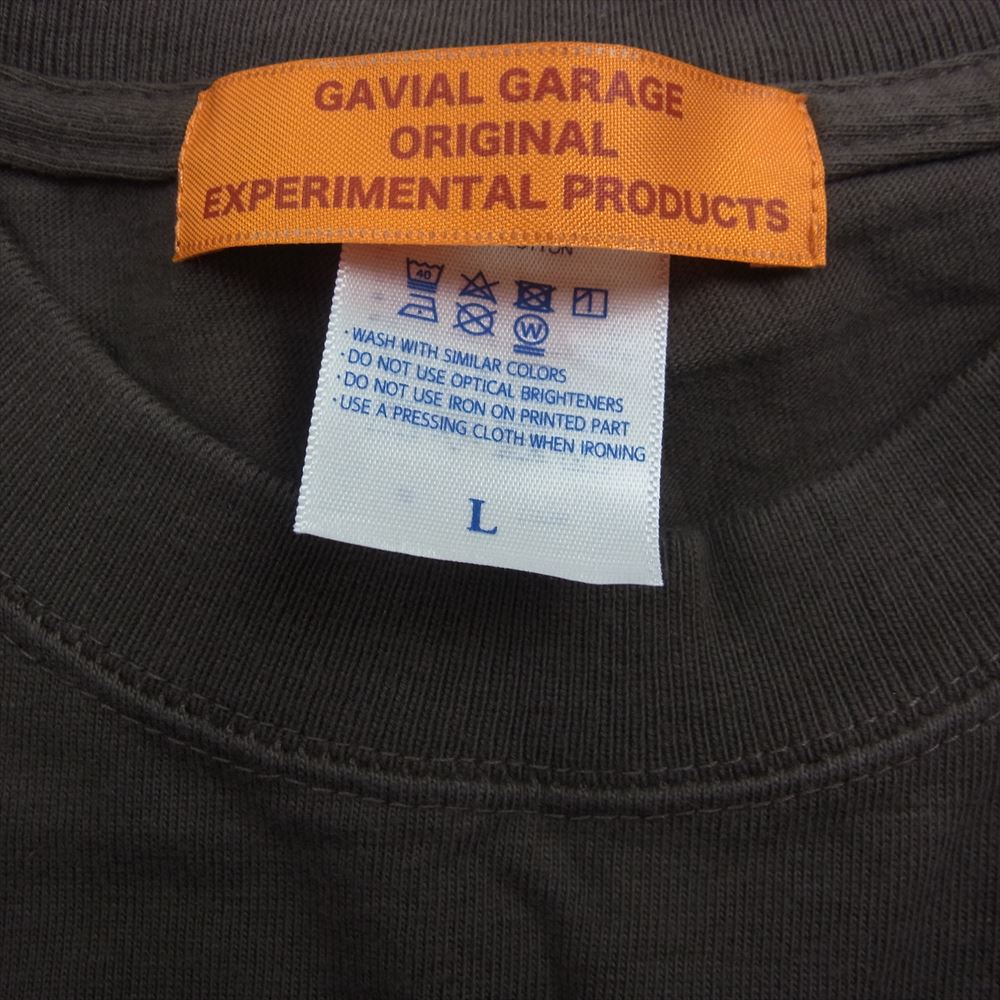 GAVIAL GARAGE
ORIGINAL
EXPERIMENTAL PRODUCTS
40
W
· WASH WITH SIMILAR COLORS
· DO NOT USE OPTICAL BRIGHTENERS
· DO NOT USE IRON ON PRINTED PART
· USE A PRESSING CLOTH WHEN IRONING
L